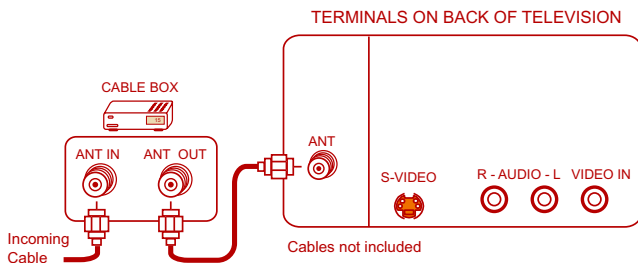 TERMINALS ON BACK OF TELEVISION
CABLE BOX
15
ANT IN ANT OUT
ANT
S-VIDEO
R - AUDIO - L VIDEO IN
Incoming
Cable
Cables not included